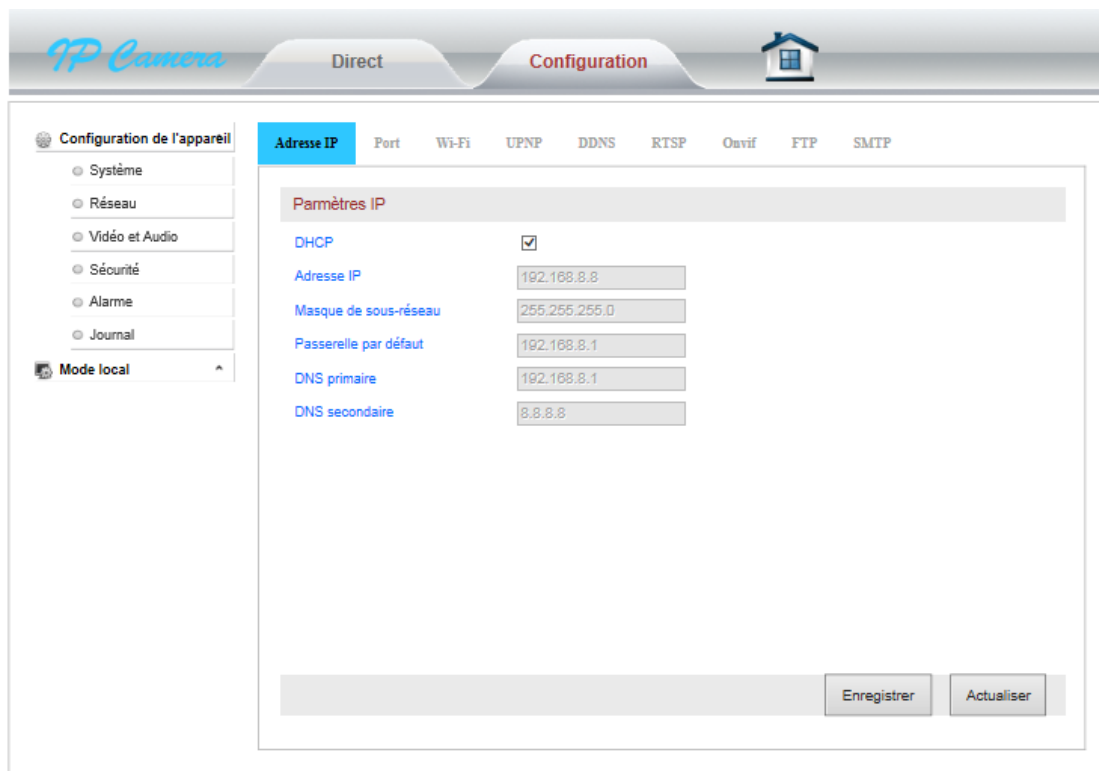 IP Camera
Direct
Configuration
Configuration de l'appareil
Système
Réseau
Vidéo et Audio
Sécurité
Alarme
Journal
Mode local
Adresse IP Port Wi-Fi UPNP DDNS RTSP Onvif FTP SMTP
Parmètres IP
DHCP
Adresse IP 192.168.8.8
Masque de sous-réseau 255.255.255.0
Passerelle par défaut 192.168.8.1
DNS primaire 192.168.8.1
DNS secondaire 8.8.8.8
Enregistrer Actualiser